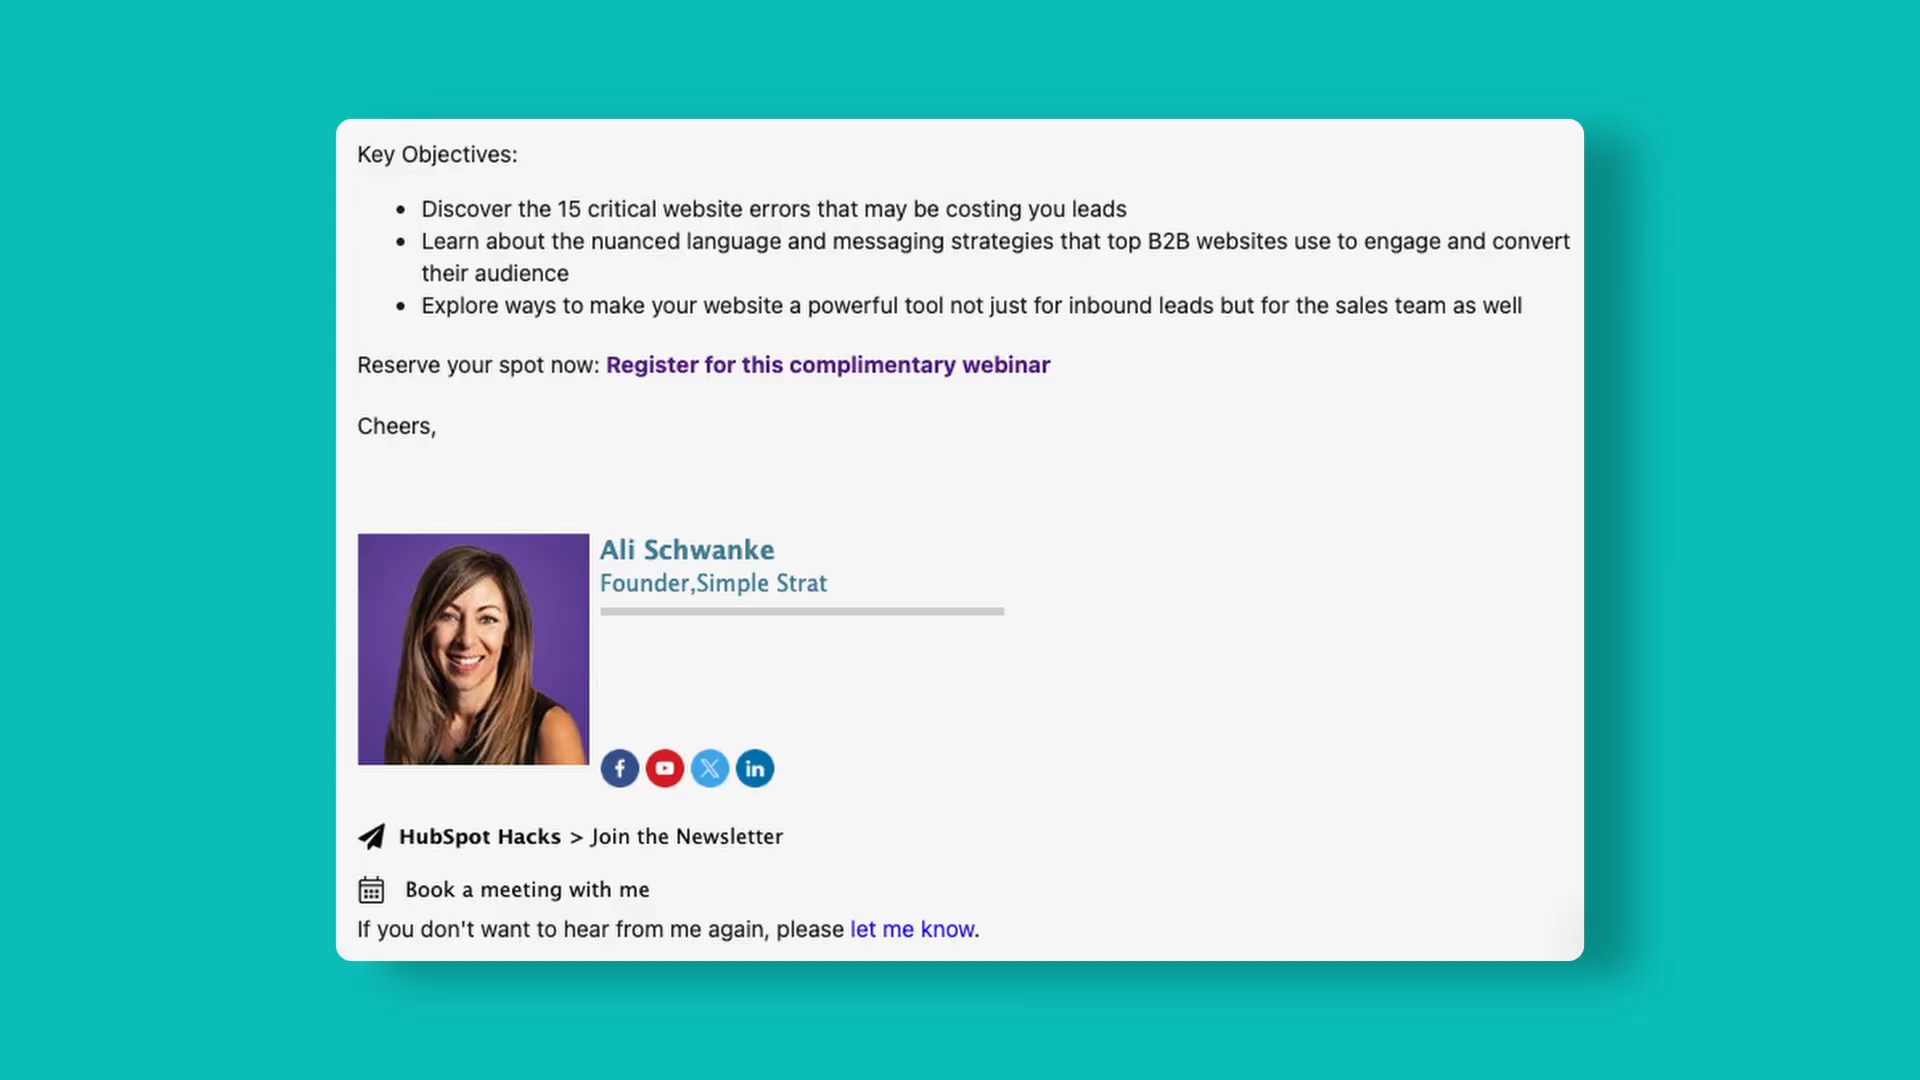 Key Objectives:
• Discover the 15 critical website errors that may be costing you leads
• Learn about the nuanced language and messaging strategies that top B2B websites use to engage and convert
their audience
• Explore ways to make your website a powerful tool not just for inbound leads but for the sales team as well
Reserve your spot now: Register for this complimentary webinar
Cheers,
Ali Schwanke
Founder,Simple Strat
HubSpot Hacks > Join the Newsletter
Book a meeting with me
If you don't want to hear from me again, please let me know.